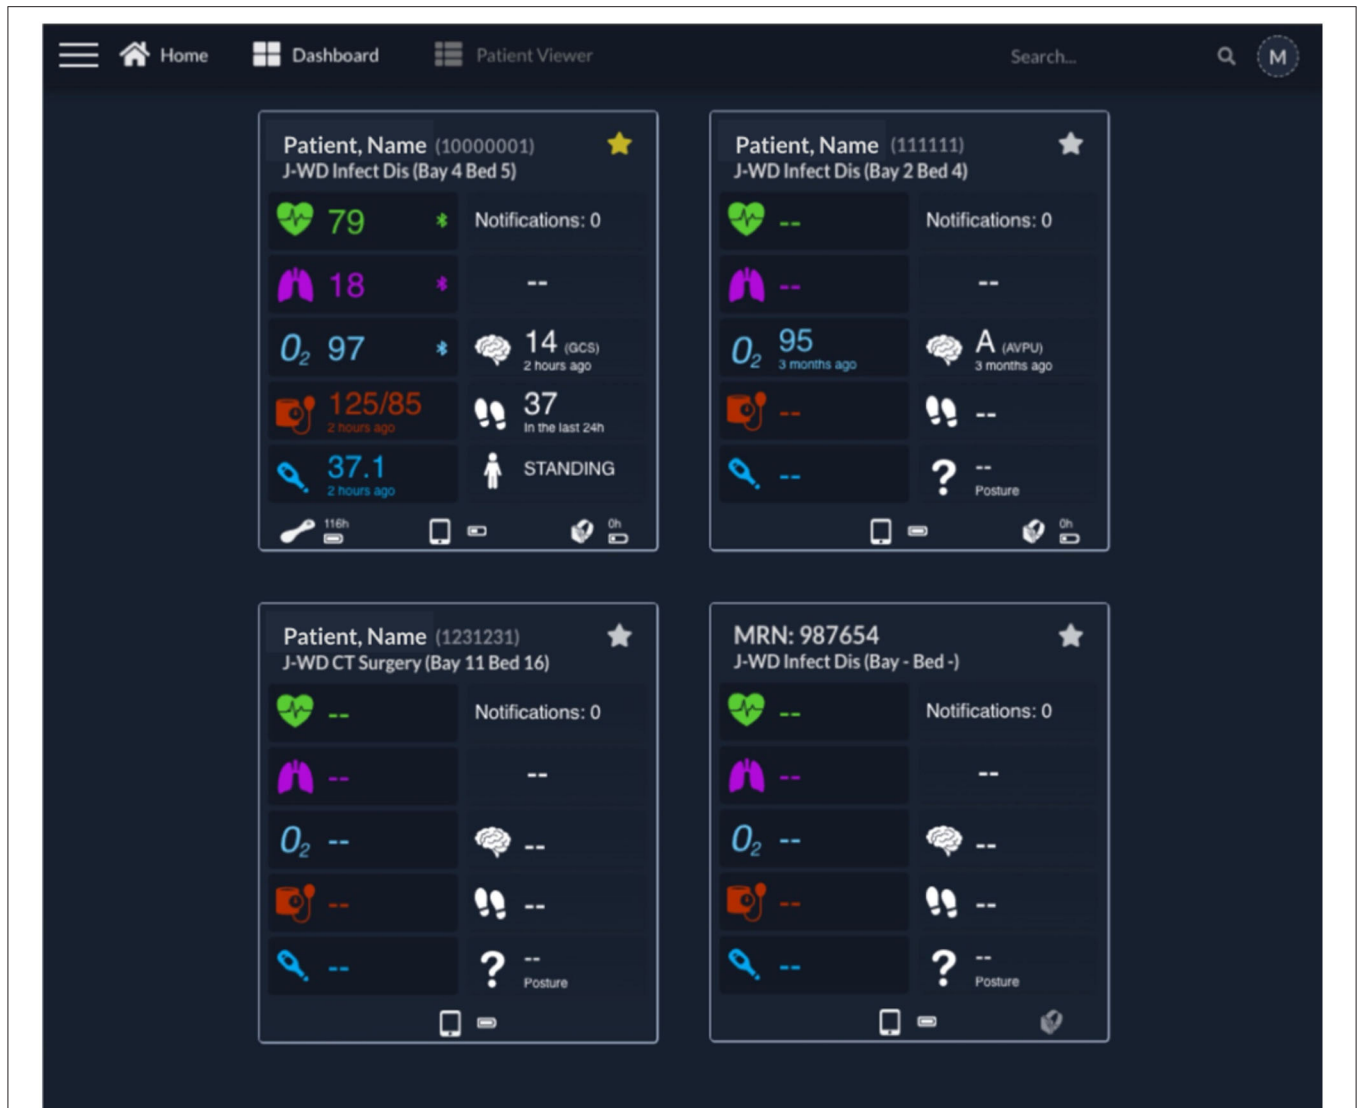 Home Dashboard Patient Viewer Search... M
Patient, Name (10000001)
J-WD Infect Dis (Bay 4 Bed 5)
79 Notifications: 0
18 --
O2 97 14 (GCS)
2 hours ago
125/85 37
2 hours ago In the last 24h
37.1 STANDING
2 hours ago
116h 0h
Patient, Name (111111)
J-WD Infect Dis (Bay 2 Bed 4)
-- Notifications: 0
-- --
O2 95 A (AVPU)
3 months ago 3 months ago
-- --
-- ? --
Posture
0h
Patient, Name (1231231)
J-WD CT Surgery (Bay 11 Bed 16)
-- Notifications: 0
-- --
O2 -- --
-- --
-- ? --
Posture
MRN: 987654
J-WD Infect Dis (Bay - Bed -)
-- Notifications: 0
-- --
O2 -- --
-- --
-- ? --
Posture